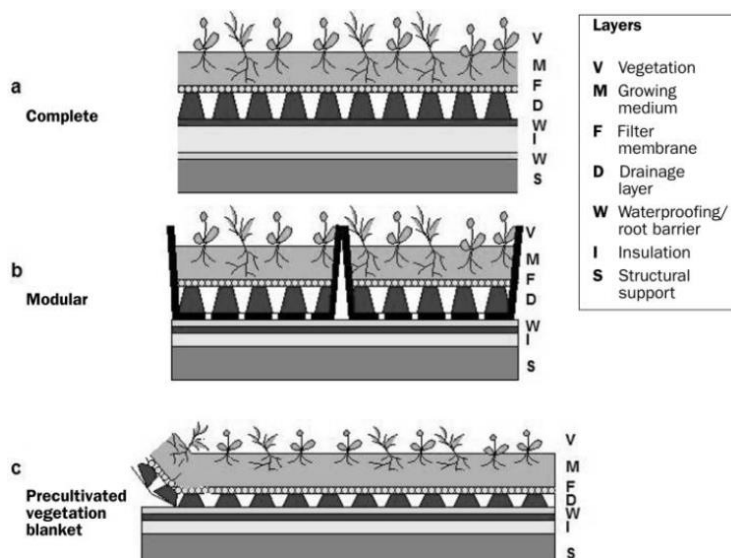 a
Complete
V
M
F
D
W
I
W
S
b
Modular
V
M
F
D
W
I
S
c
Precultivated
vegetation
blanket
V
M
F
D
W
I
S
Layers
V Vegetation
M Growing
medium
F Filter
membrane
D Drainage
layer
W Waterproofing/
root barrier
I Insulation
S Structural
support